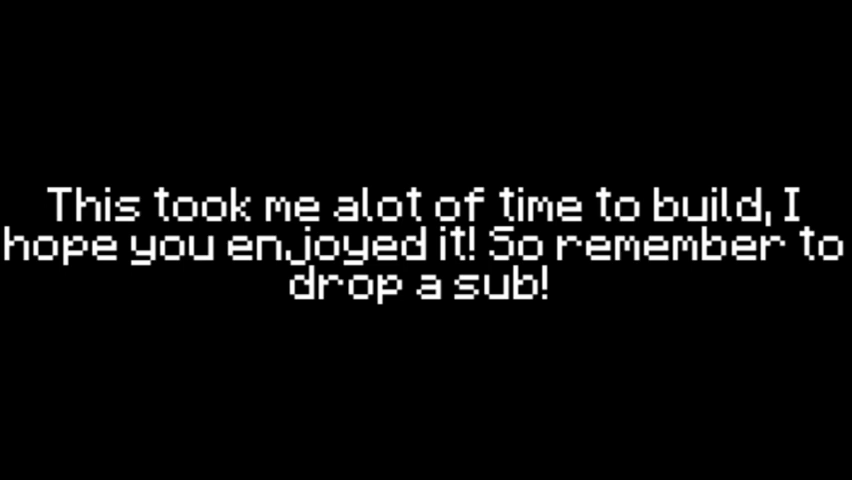 This took me alot of time to build, I
hope you enjoyed it! So remember to
drop a sub!